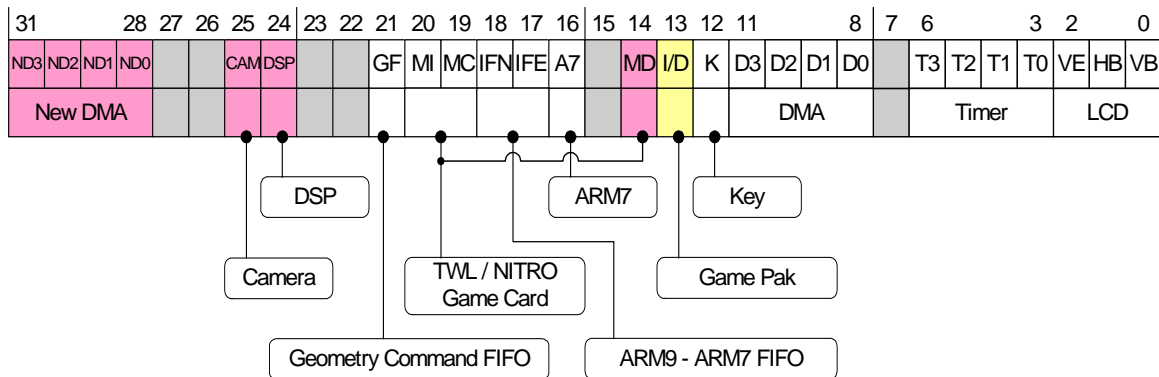 31 28 27 26 25 24 23 22 21 20 19 18 17 16 15 14 13 12 11 8 7 6 3 2 0
ND3 ND2 ND1 ND0 CAM DSP GF MI MC IFN IFE A7 MD I/D K D3 D2 D1 D0 T3 T2 T1 T0 VE HB VB
New DMA DMA Timer LCD
DSP ARM7 Key
Camera TWL / NITRO Game Pak
Game Card
Geometry Command FIFO ARM9 - ARM7 FIFO